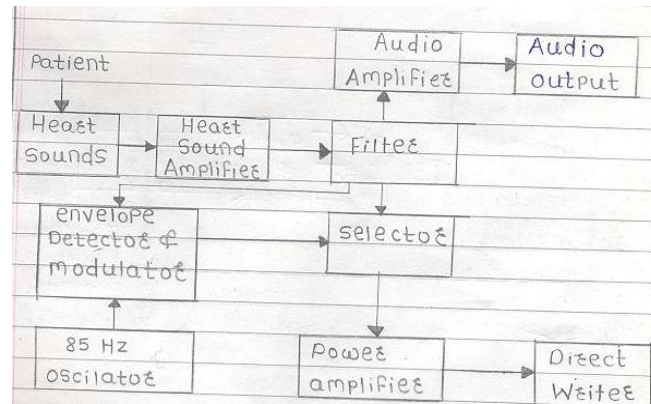 Patient
Audio
Amplifier
Audio
output
Heart
Sounds
Heart
Sound
Amplifier
Filter
envelope
Detector &
modulator
selector
85 Hz
oscilator
Power
amplifier
Direct
Writer